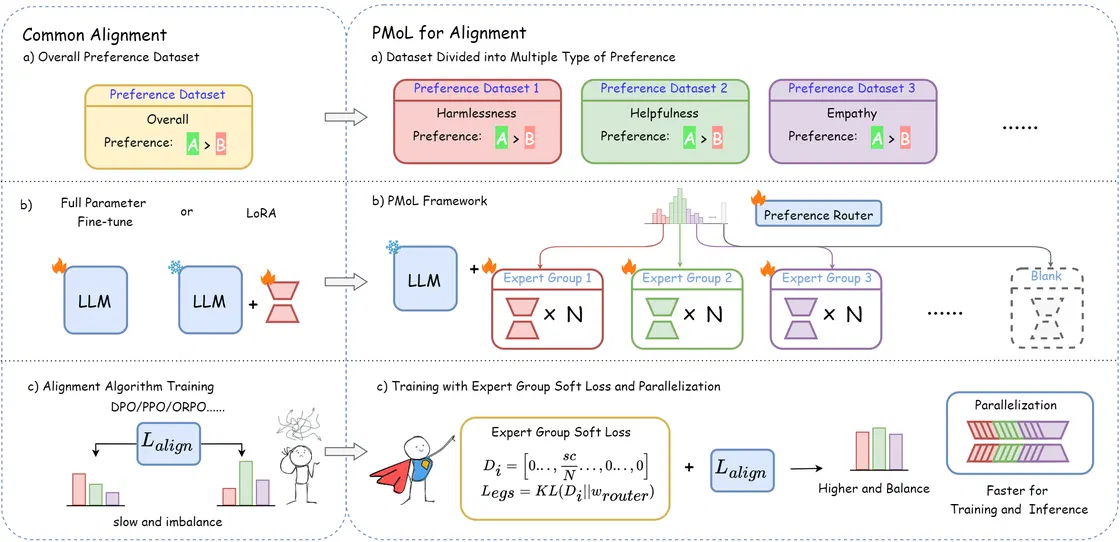 Common Alignment
a) Overall Preference Dataset
Preference Dataset
Overall
Preference: A > B
b) Full Parameter Fine-tune or LoRA
LLM
LLM +
c) Alignment Algorithm Training
DPO/PPO/ORPO......
L_align
slow and imbalance
PMoL for Alignment
a) Dataset Divided into Multiple Type of Preference
Preference Dataset 1
Harmlessness
Preference: A > B
Preference Dataset 2
Helpfulness
Preference: A > B
Preference Dataset 3
Empathy
Preference: A > B
......
b) PMoL Framework
...
Preference Router
LLM +
Expert Group 1
× N
Expert Group 2
× N
Expert Group 3
× N
......
Blank
c) Training with Expert Group Soft Loss and Parallelization
Expert Group Soft Loss
D_i = [0..., sc/N ..., 0..., 0]
L_egs = KL(D_i||w_router)
+
L_align
Higher and Balance
Parallelization
Faster for
Training and Inference